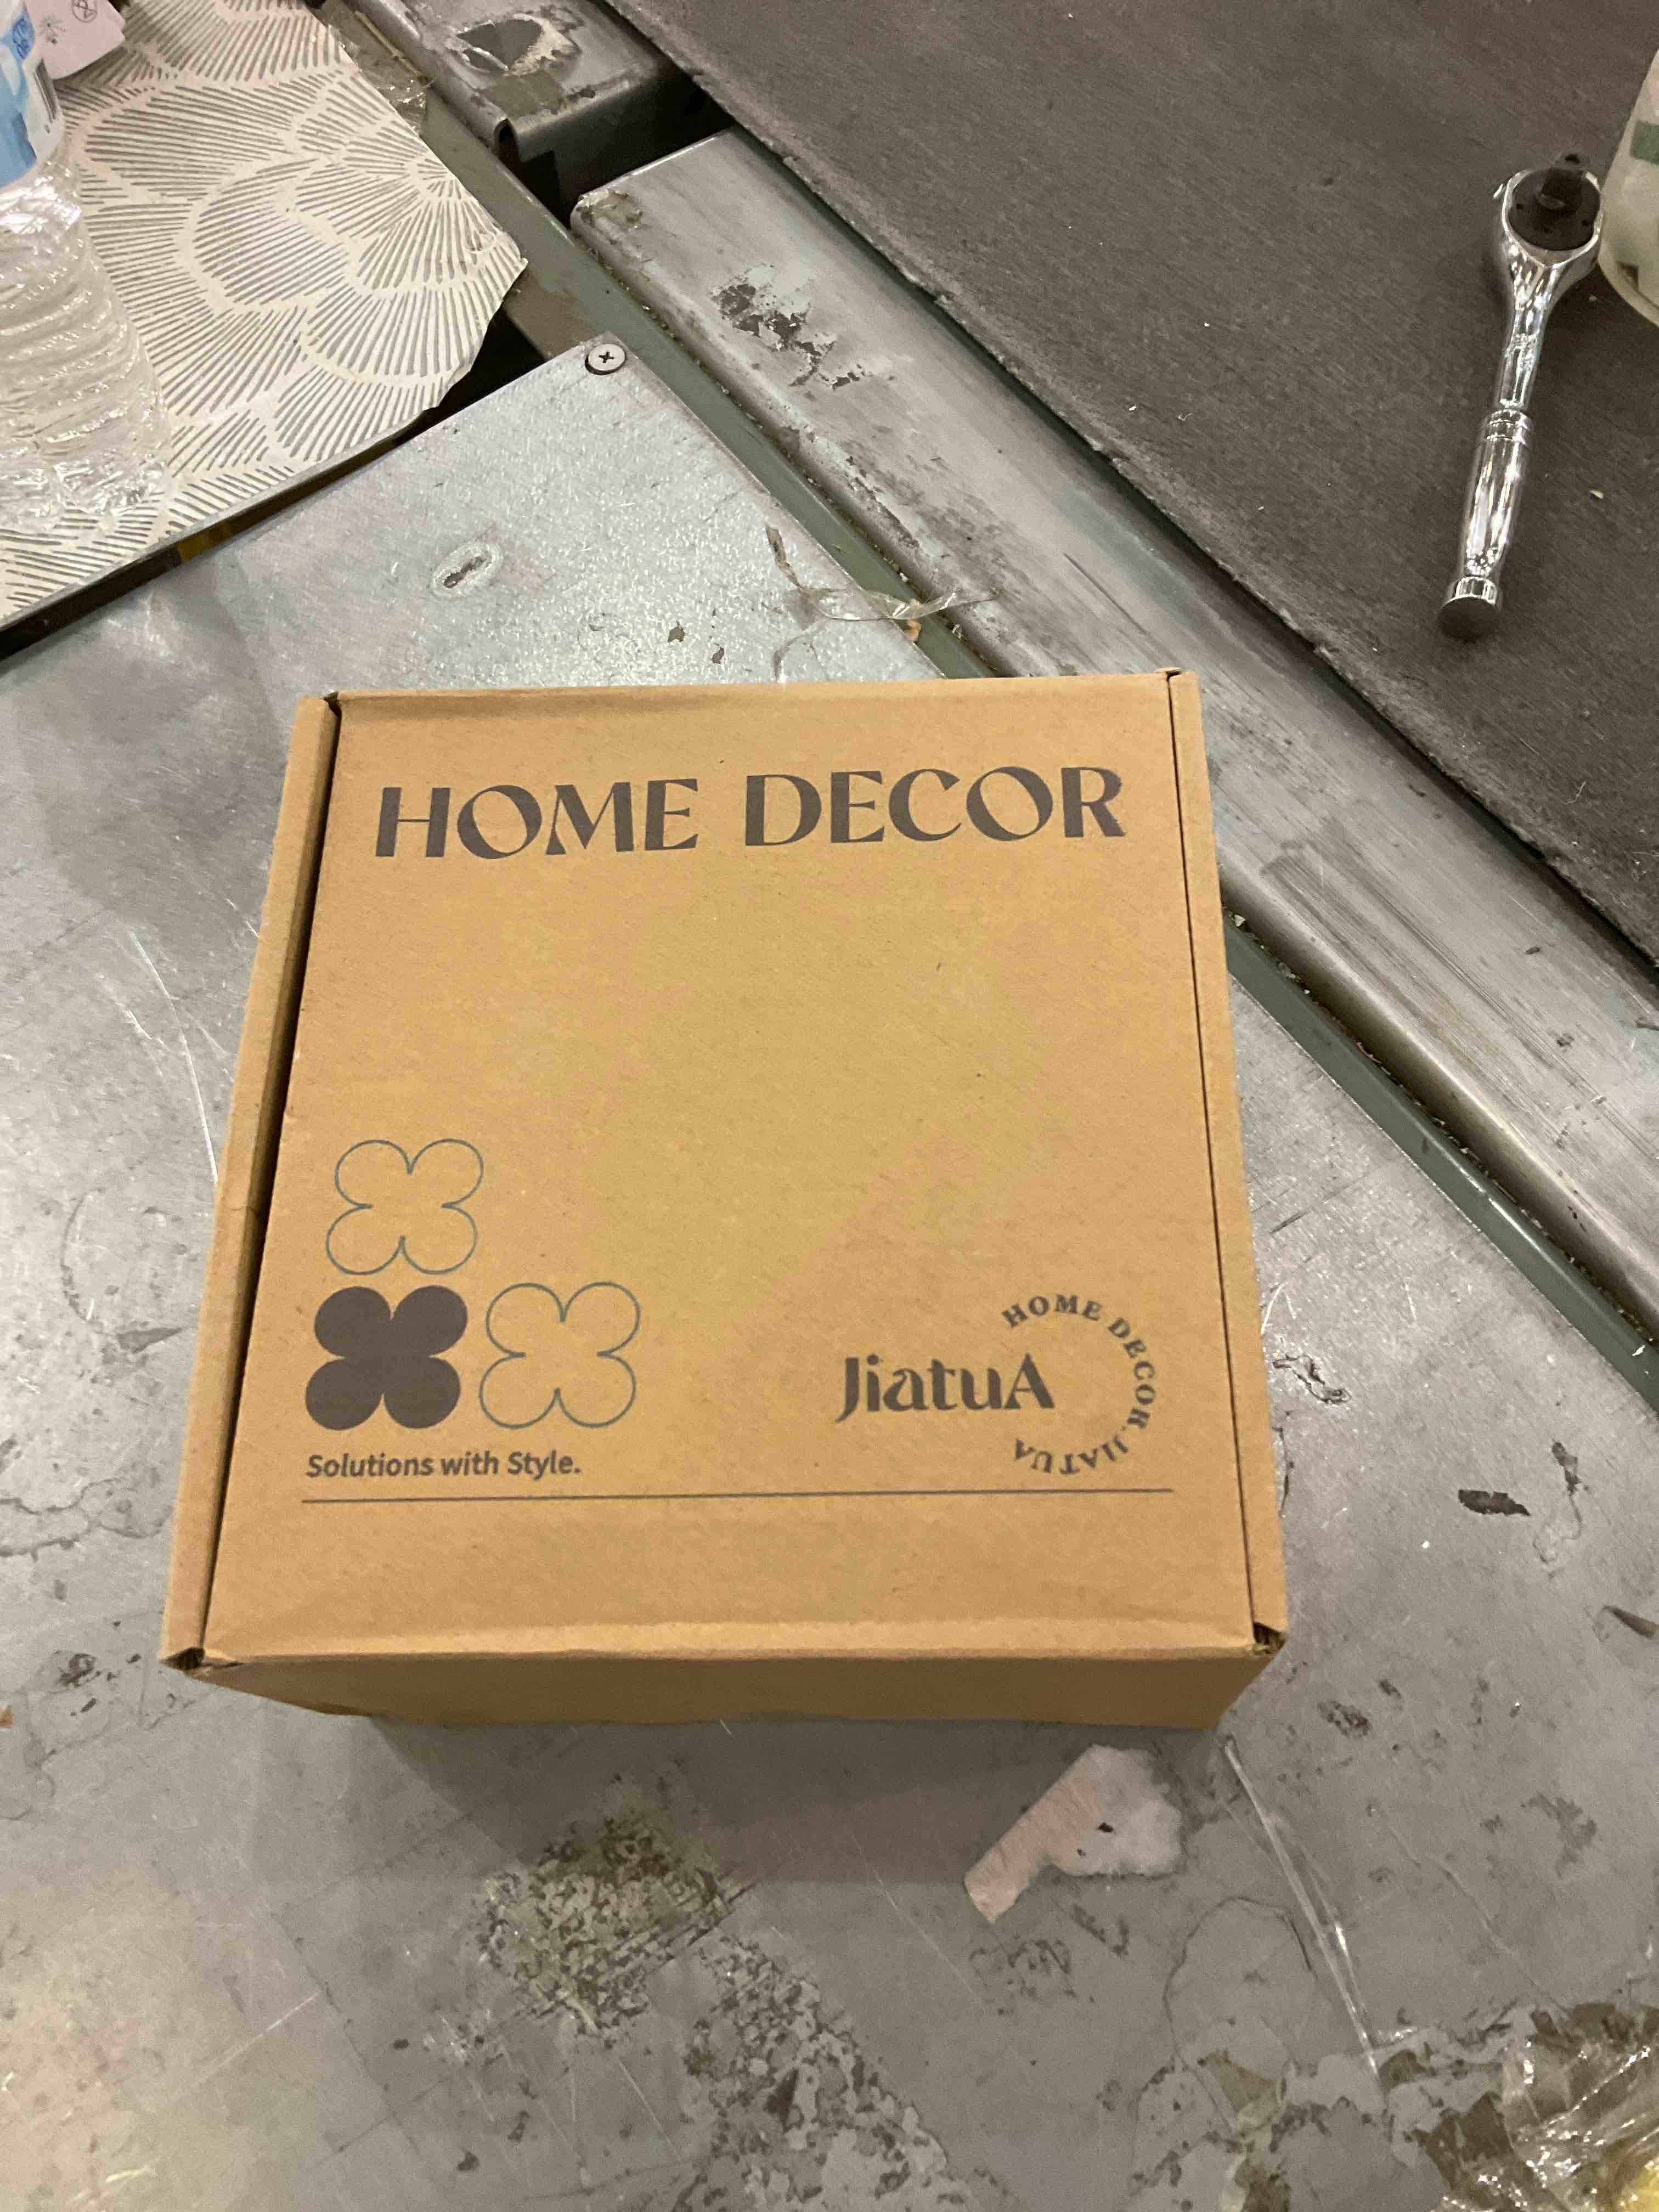 HOME DECOR
Solutions with Style.
JiatuA
HOME DECOR. JIATUA